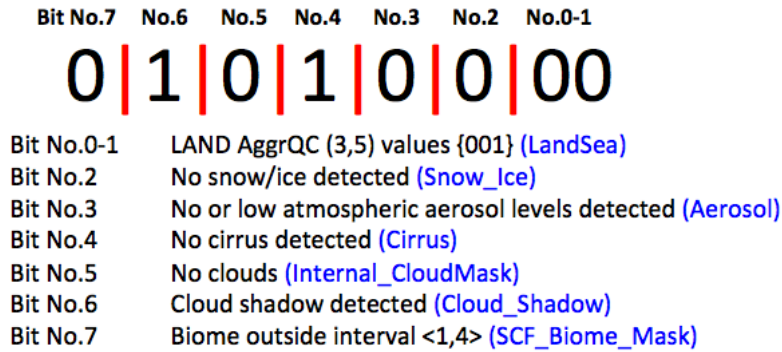 Bit No.7 No.6 No.5 No.4 No.3 No.2 No.0-1
0|1|0|1|0|0|00
Bit No.0-1 LAND AggrQC (3,5) values {001} (LandSea)
Bit No.2 No snow/ice detected (Snow_Ice)
Bit No.3 No or low atmospheric aerosol levels detected (Aerosol)
Bit No.4 No cirrus detected (Cirrus)
Bit No.5 No clouds (Internal_CloudMask)
Bit No.6 Cloud shadow detected (Cloud_Shadow)
Bit No.7 Biome outside interval <1,4> (SCF_Biome_Mask)